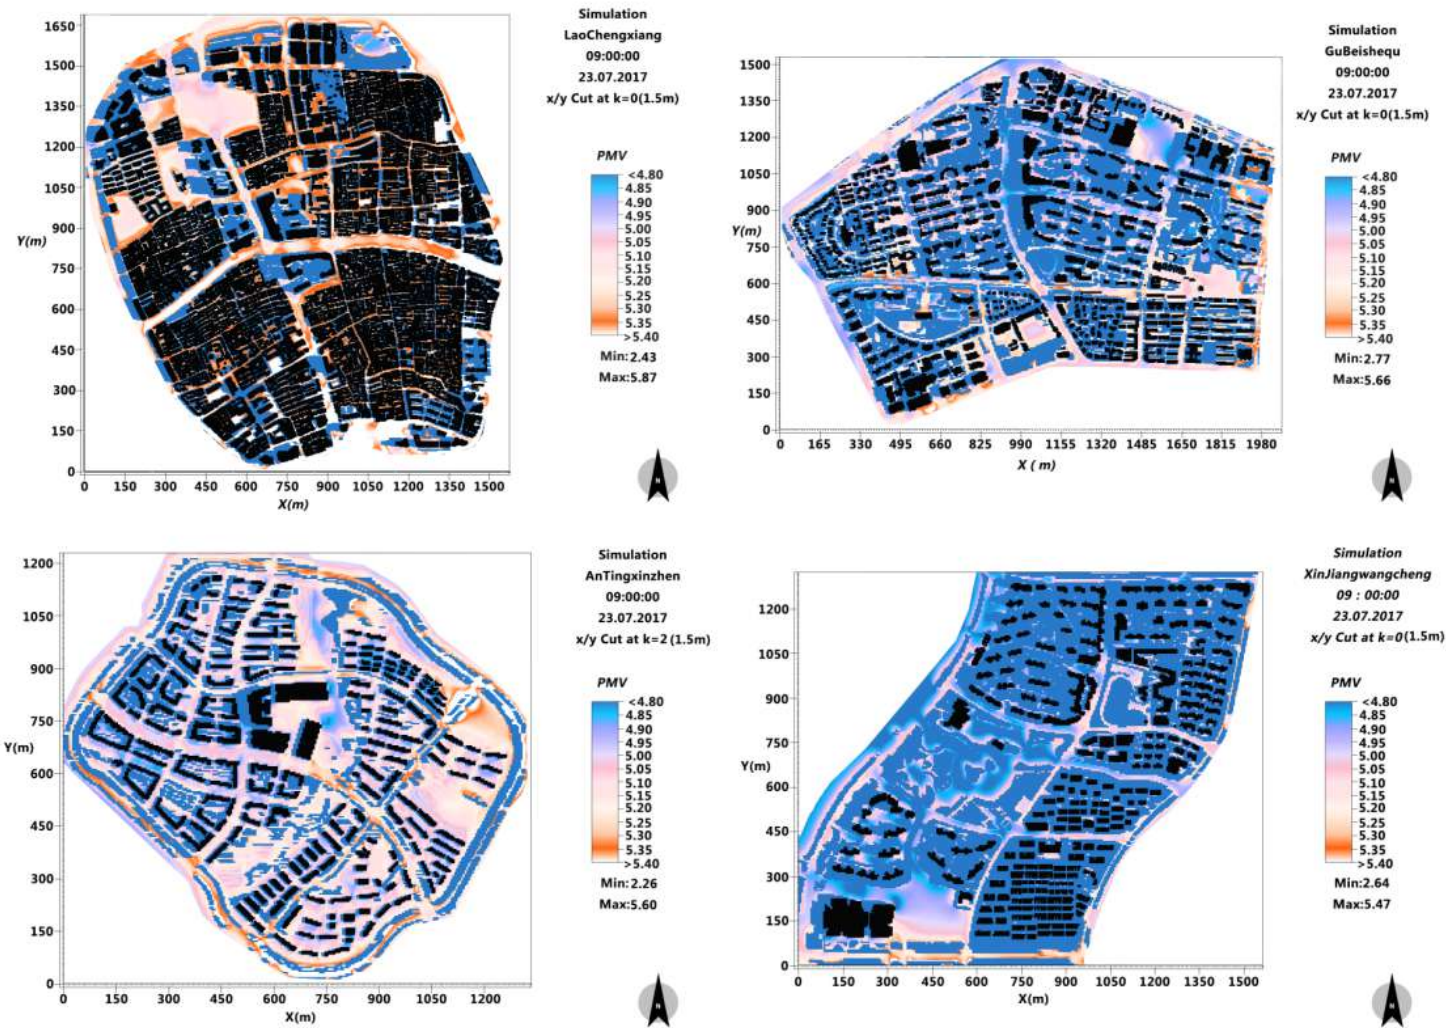 1650
1500
1350
1200
1050
900
Y(m)
750
600
450
300
150
0
0 150 300 450 600 750 900 1050 1200 1350 1500
X(m)
Simulation
LaoChengxiang
09:00:00
23.07.2017
x/y Cut at k=0(1.5m)
PMV
<4.80
4.85
4.90
4.95
5.00
5.05
5.10
5.15
5.20
5.25
5.30
5.35
>5.40
Min:2.43
Max:5.87
N
1500
1350
1200
1050
900
Y(m)
750
600
450
300
150
0
0 165 330 495 660 825 990 1155 1320 1485 1650 1815 1980
X ( m)
Simulation
GuBeishequ
09:00:00
23.07.2017
x/y Cut at k=0(1.5m)
PMV
<4.80
4.85
4.90
4.95
5.00
5.05
5.10
5.15
5.20
5.25
5.30
5.35
>5.40
Min:2.77
Max:5.66
N
1200
1050
900
750
Y(m)
600
450
300
150
0
0 150 300 450 600 750 900 1050 1200
X(m)
Simulation
AnTingxinzhen
09:00:00
23.07.2017
x/y Cut at k=2 (1.5m)
PMV
<4.80
4.85
4.90
4.95
5.00
5.05
5.10
5.15
5.20
5.25
5.30
5.35
>5.40
Min:2.26
Max:5.60
N
1200
1050
900
750
Y(m)
600
450
300
150
0
0 150 300 450 600 750 900 1050 1200 1350 1500
X(m)
Simulation
XinJiangwangcheng
09 : 00:00
23.07.2017
x/y Cut at k=0(1.5m)
PMV
<4.80
4.85
4.90
4.95
5.00
5.05
5.10
5.15
5.20
5.25
5.30
5.35
>5.40
Min:2.64
Max:5.47
N